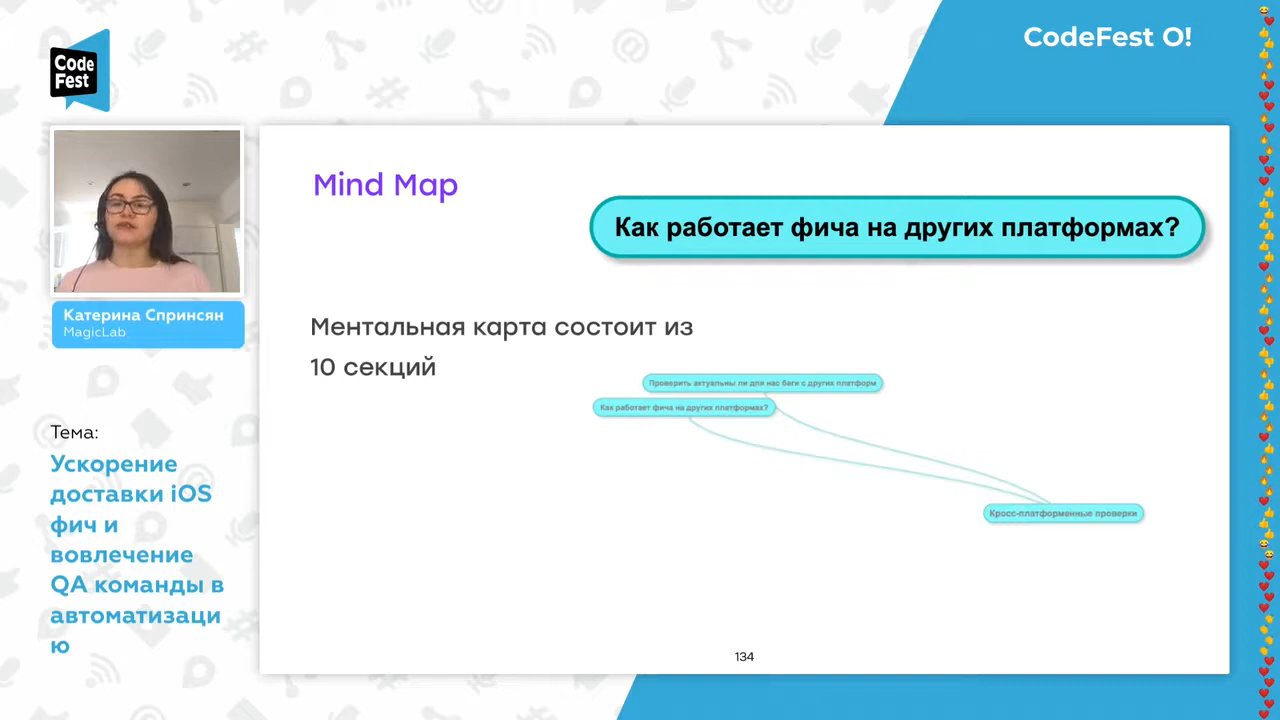 CodeFest O!
Code
Fest
Катерина Спринсян
MagicLab
Тема:
Ускорение
доставки iOS
фич и
вовлечение
QA команды в
автоматизаци
ю
Mind Map
Как работает фича на других платформах?
Ментальная карта состоит из
10 секций
Проверить актуальны ли для нас баги с других платформ
Как работает фича на других платформах?
Кросс-платформенные проверки
134